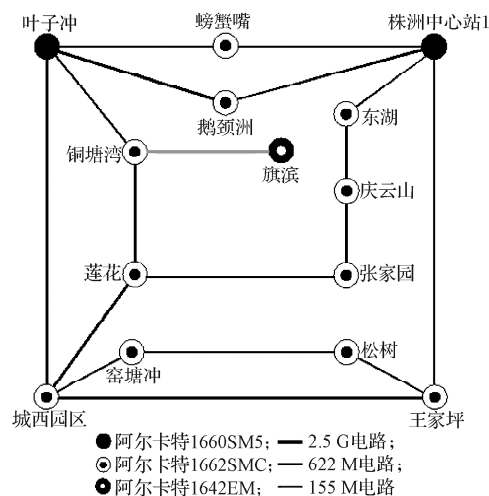 叶子冲
螃蟹嘴
株洲中心站1
鹅颈洲
东湖
铜塘湾
旗滨
庆云山
莲花
张家园
窑塘冲
松树
城西园区
王家坪
阿尔卡特1660SM5; 2.5 G电路;
阿尔卡特1662SMC; 622 M电路;
阿尔卡特1642EM; 155 M电路